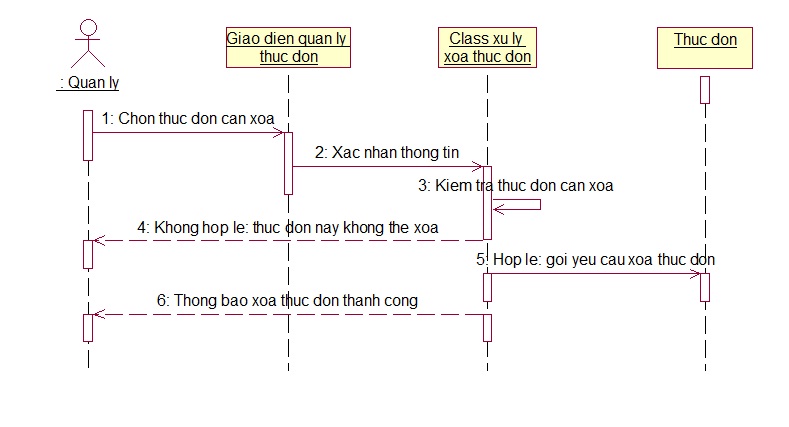 Giao dien quan ly
thuc don
Class xu ly
xoa thuc don
Thuc don
: Quan ly
1: Chon thuc don can xoa
2: Xac nhan thong tin
3: Kiem tra thuc don can xoa
4: Khong hop le: thuc don nay khong the xoa
5: Hop le: goi yeu cau xoa thuc don
6: Thong bao xoa thuc don thanh cong